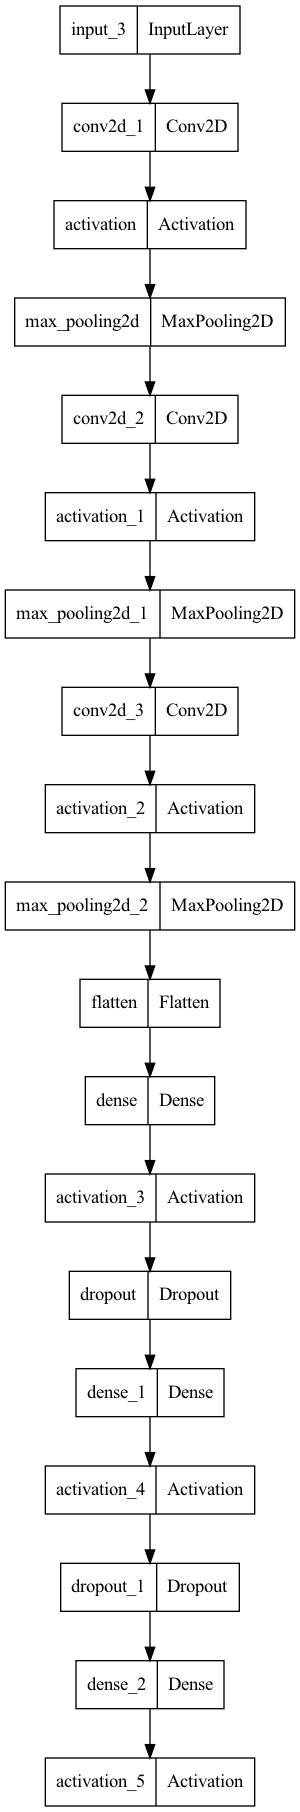 input_3 InputLayer
conv2d_1 Conv2D
activation Activation
max_pooling2d MaxPooling2D
conv2d_2 Conv2D
activation_1 Activation
max_pooling2d_1 MaxPooling2D
conv2d_3 Conv2D
activation_2 Activation
max_pooling2d_2 MaxPooling2D
flatten Flatten
dense Dense
activation_3 Activation
dropout Dropout
dense_1 Dense
activation_4 Activation
dropout_1 Dropout
dense_2 Dense
activation_5 Activation